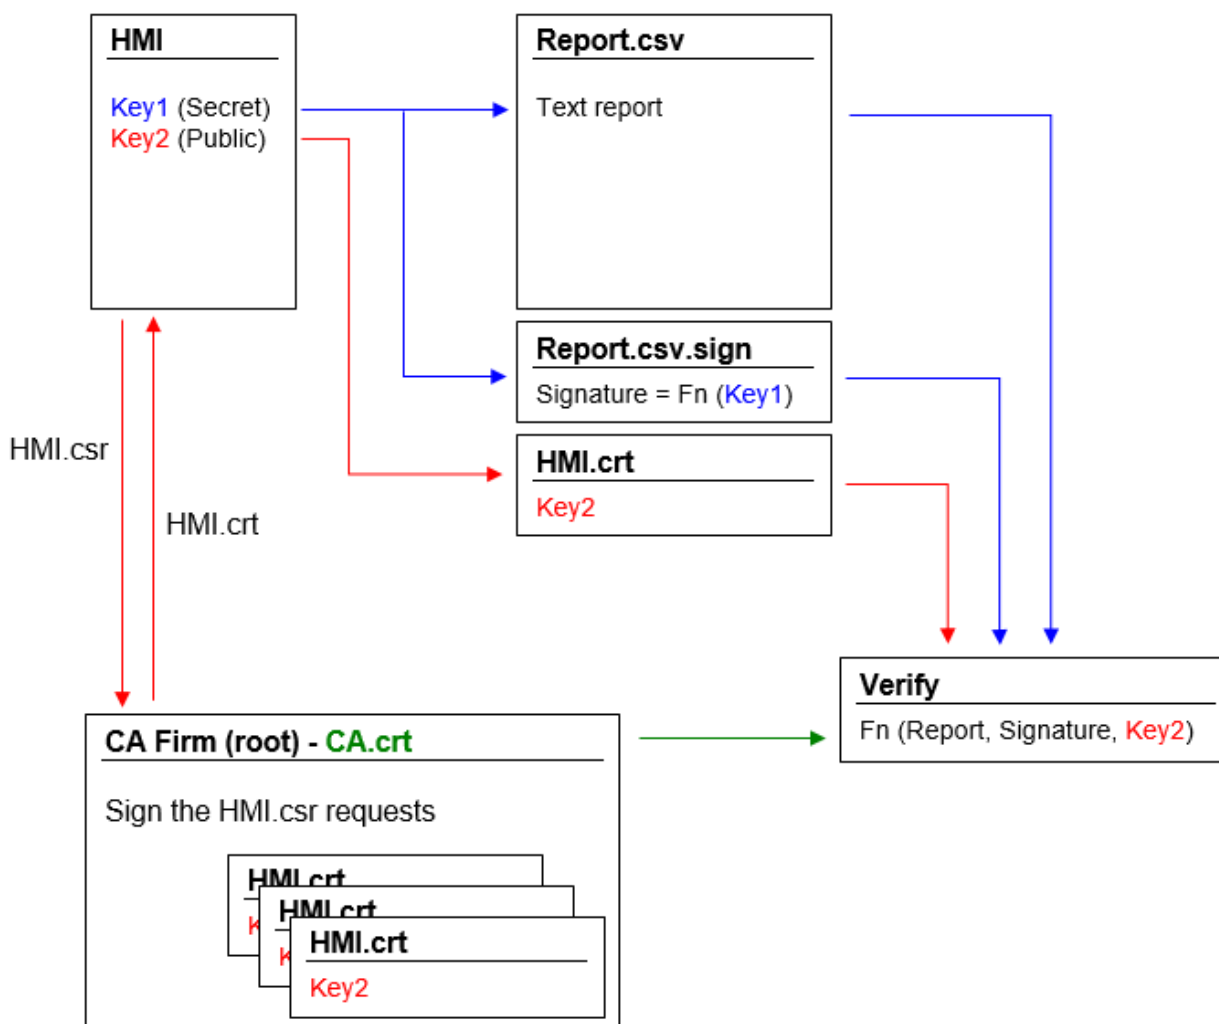 HMI
Key1 (Secret)
Key2 (Public)
Report.csv
Text report
Report.csv.sign
Signature = Fn (Key1)
HMI.crt
Key2
HMI.csr
HMI.crt
Verify
Fn (Report, Signature, Key2)
CA Firm (root) - CA.crt
Sign the HMI.csr requests
HMI.crt
K
HMI.crt
K
HMI.crt
Key2